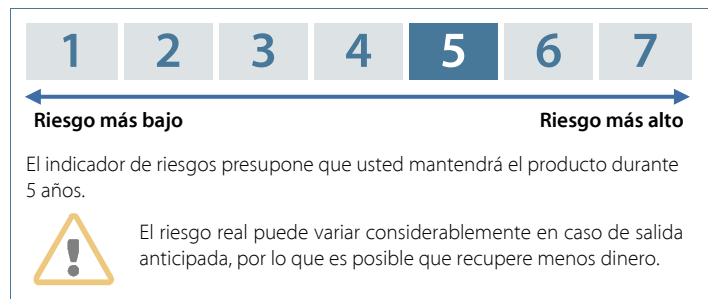 1 2 3 4 5 6 7
Riesgo más bajo Riesgo más alto
El indicador de riesgos presupone que usted mantendrá el producto durante
5 años.
El riesgo real puede variar considerablemente en caso de salida
anticipada, por lo que es posible que recupere menos dinero.